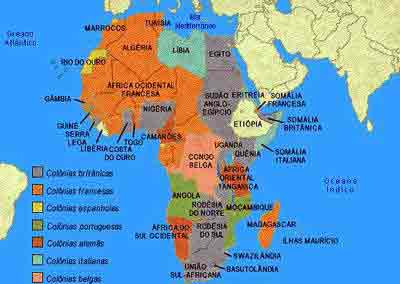 Mar
Mediterrâneo
Oceano
Atlântico
TUNÍSIA
MARROCOS
ARGÉLIA
LÍBIA
EGITO
RIO DO OURO
ÁFRICA OCIDENTAL
FRANCESA
SUDÃO
ANGLO-
EGÍPCIO
ERITRÉIA
SOMÁLIA
FRANCESA
GÂMBIA
NIGÉRIA
ETIÓPIA
SOMÁLIA
BRITÂNICA
GUINÉ
SERRA
LEOA
LIBÉRIA
COSTA
DO OURO
TOGO
CAMARÕES
UGANDA
QUÊNIA
SOMÁLIA
ITALIANA
CONGO
BELGA
ÁFRICA
ORIENTAL
TANGANICA
Oceano
Índico
ANGOLA
RODÉSIA
DO NORTE
MOÇAMBIQUE
MADAGASCAR
ÁFRICA DO
SUL OCIDENTAL
RODÉSIA
DO SUL
ILHAS MAURÍCIO
SUAZILÂNDIA
BASUTOLÂNDIA
UNIÃO
SUL-AFRICANA
Colônias britânicas
Colônias francesas
Colônias espanholas
Colônias portuguesas
Colônias alemãs
Colônias italianas
Colônias belgas